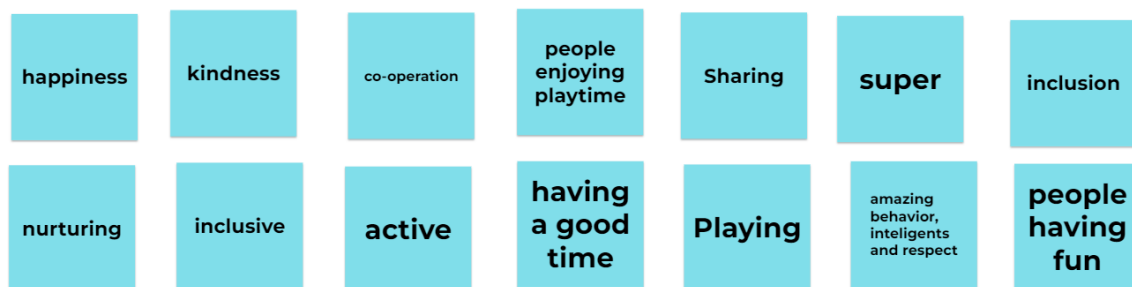 happiness
kindness
co-operation
people
enjoying
playtime
Sharing
super
inclusion
nurturing
inclusive
active
having
a good
time
Playing
amazing
behavior,
inteligents
and respect
people
having
fun